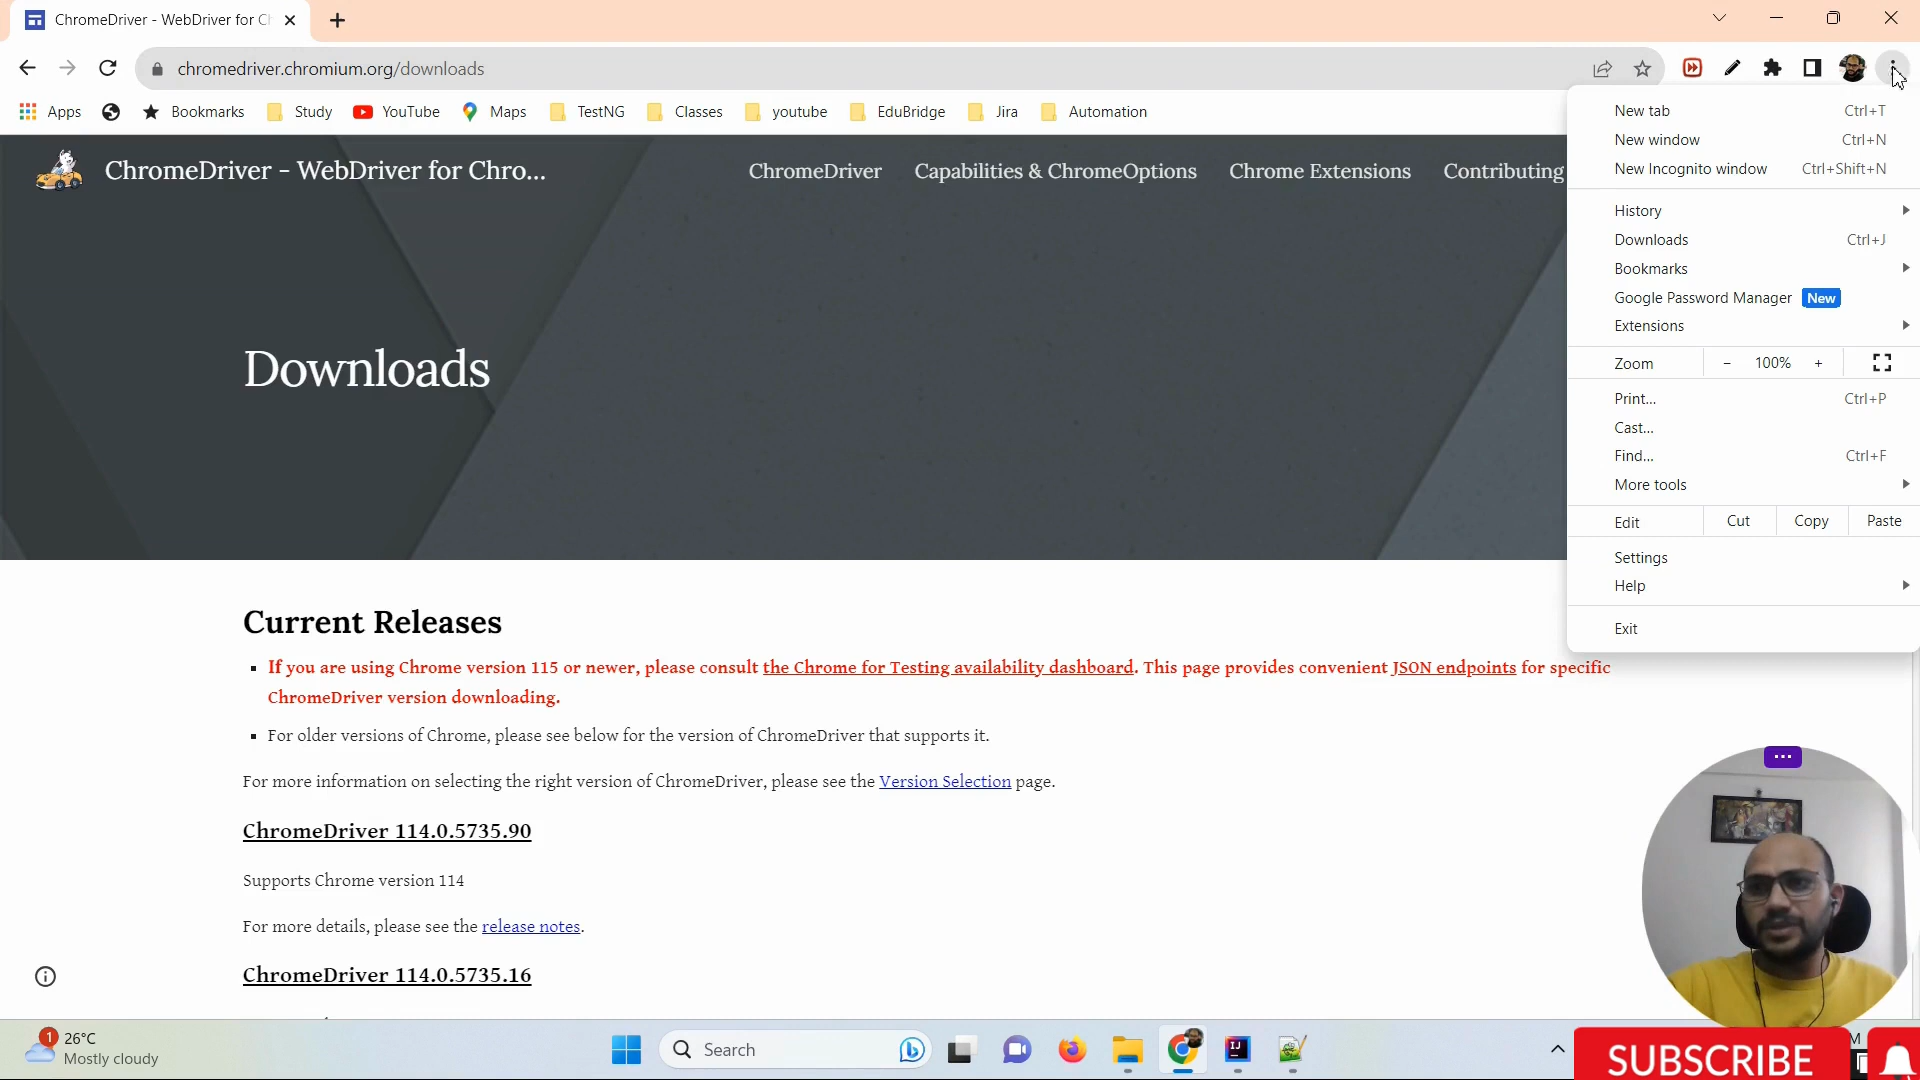 ChromeDriver - WebDriver for Ch
chromedriver.chromium.org/downloads
Apps
Bookmarks
Study
YouTube
Maps
TestNG
Classes
youtube
EduBridge
Jira
Automation
ChromeDriver - WebDriver for Chro...
ChromeDriver
Capabilities & ChromeOptions
Chrome Extensions
Contributing
New tab Ctrl+T
New window Ctrl+N
New Incognito window Ctrl+Shift+N
History
Downloads Ctrl+J
Bookmarks
Google Password Manager New
Extensions
Zoom - 100% +
Print... Ctrl+P
Cast...
Find... Ctrl+F
More tools
Edit Cut Copy Paste
Settings
Help
Exit
Downloads
Current Releases
If you are using Chrome version 115 or newer, please consult the Chrome for Testing availability dashboard. This page provides convenient JSON endpoints for specific
ChromeDriver version downloading.
For older versions of Chrome, please see below for the version of ChromeDriver that supports it.
For more information on selecting the right version of ChromeDriver, please see the Version Selection page.
ChromeDriver 114.0.5735.90
Supports Chrome version 114
For more details, please see the release notes.
ChromeDriver 114.0.5735.16
1
26°C
Mostly cloudy
Search
IJ
M
SUBSCRIBE